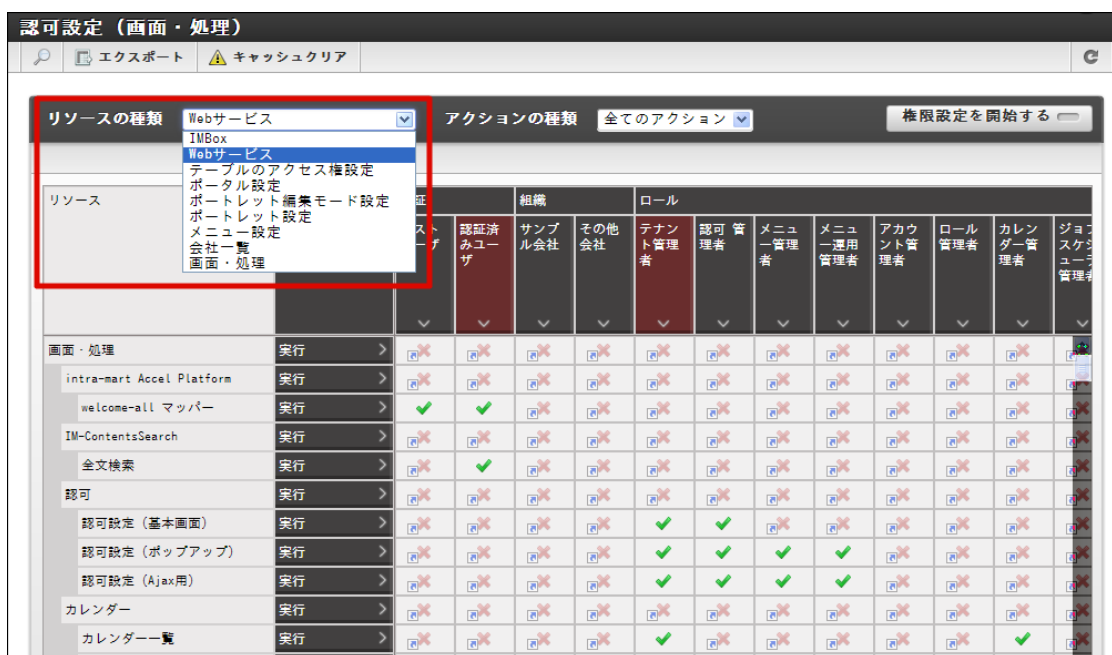 認可設定（画面・処理）
エクスポート キャッシュクリア
リソースの種類 Webサービス アクションの種類 全てのアクション 権限設定を開始する
IMBox
Webサービス
テーブルのアクセス権設定
ポータル設定
ポートレット編集モード設定
ポートレット設定
メニュー設定
会社一覧
画面・処理
リソース 証 組織 ロール
認証済みユーザ サンプル会社 その他会社 テナント管理者 認可 管理者 メニュー管理者 メニュー運用管理者 アカウント管理者 ロール管理者 カレンダー管理者
画面・処理 実行
intra-mart Accel Platform 実行
welcome-all マッパー 実行
IM-ContentsSearch 実行
全文検索 実行
認可 実行
認可設定（基本画面） 実行
認可設定（ポップアップ） 実行
認可設定（Ajax用） 実行
カレンダー 実行
カレンダー一覧 実行